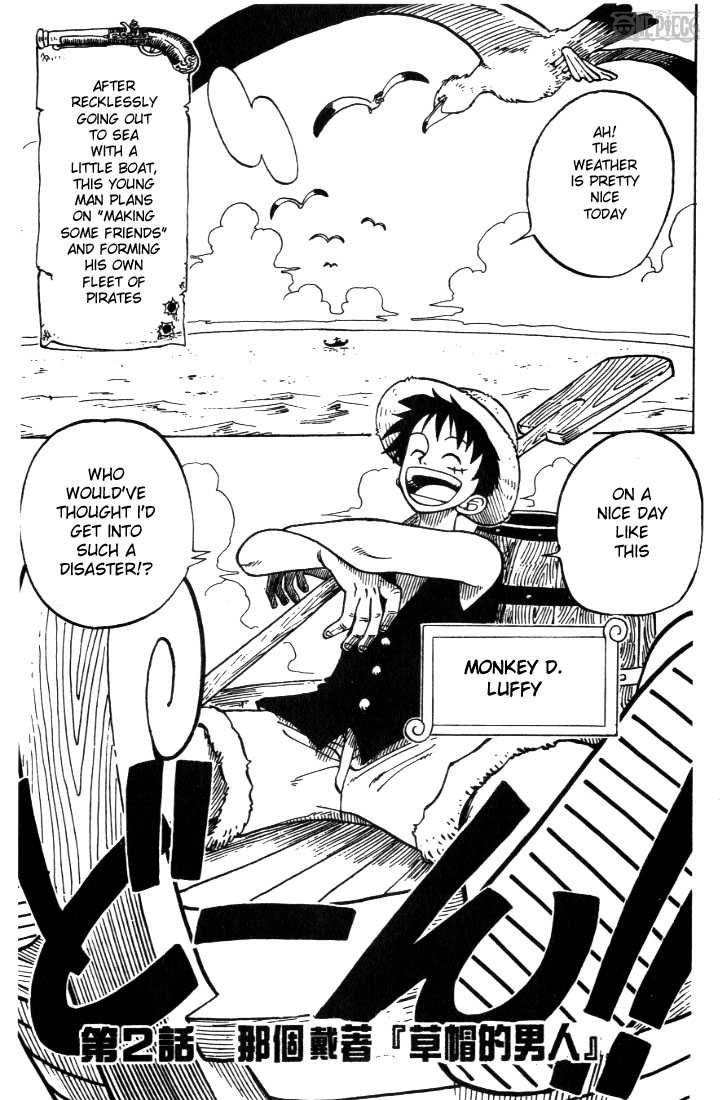 ONE PIECE
AFTER
RECKLESSLY
GOING OUT
TO SEA
WITH A
LITTLE BOAT,
THIS YOUNG
MAN PLANS
ON "MAKING
SOME FRIENDS"
AND FORMING
HIS OWN
FLEET OF
PIRATES
AH!
THE
WEATHER
IS PRETTY
NICE
TODAY
ON A
NICE DAY
LIKE
THIS
WHO
WOULD'VE
THOUGHT I'D
GET INTO
SUCH A
DISASTER!?
MONKEY D.
LUFFY
どーん!!
第2話 那個戴著『草帽的男人』